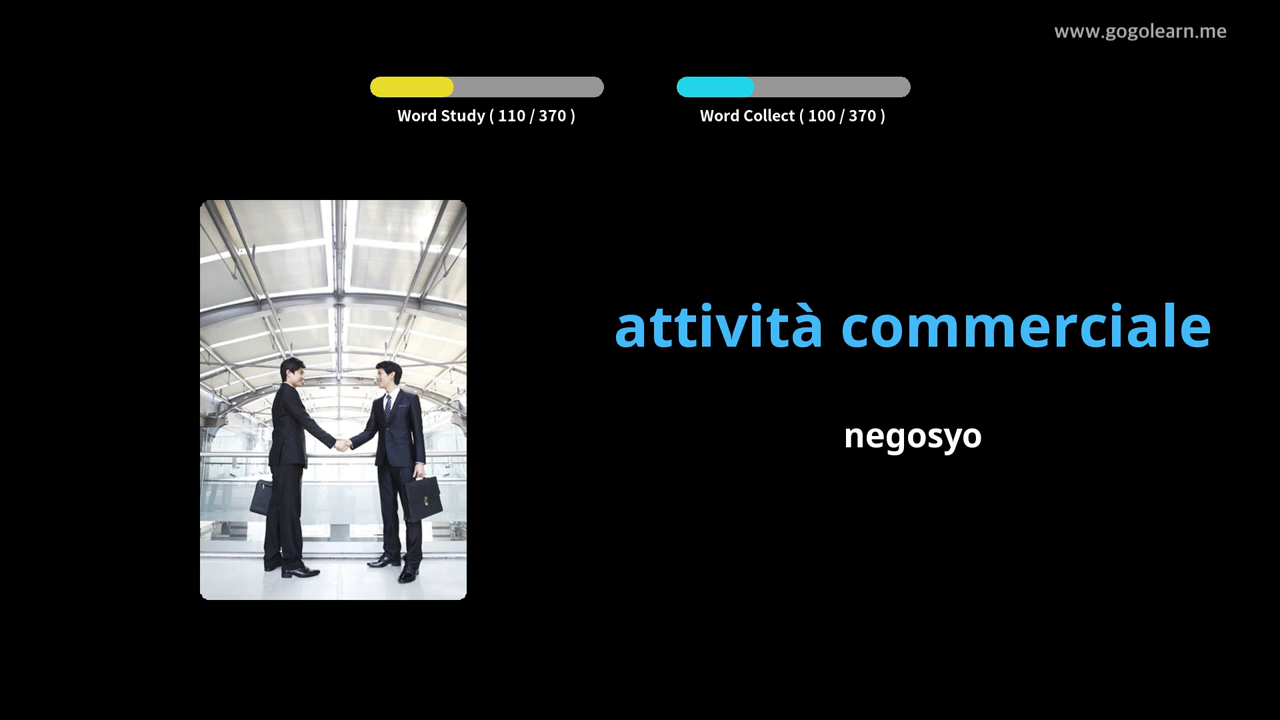 www.gogolearn.me
Word Study ( 110 / 370 )
Word Collect ( 100 / 370 )
attività commerciale
negosyo